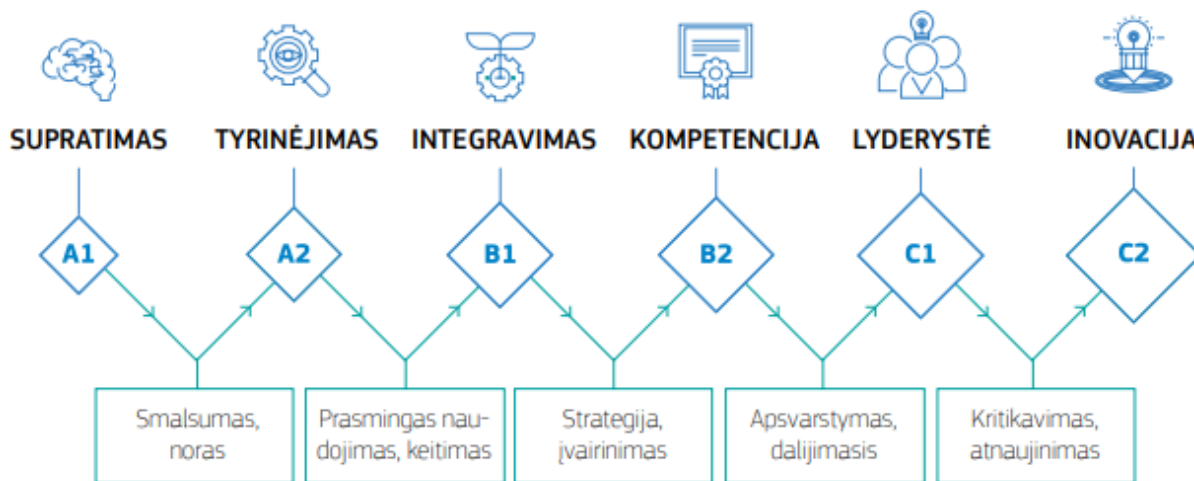 SUPRATIMAS TYRINĖJIMAS INTEGRAVIMAS KOMPETENCIJA LYDERYSTĖ INOVACIJA
A1 A2 B1 B2 C1 C2
Smalsumas,
noras
Prasmingas nau-
dojimas, keitimas
Strategija,
įvairinimas
Apsvarstymas,
dalijimasis
Kritikavimas,
atnaujinimas